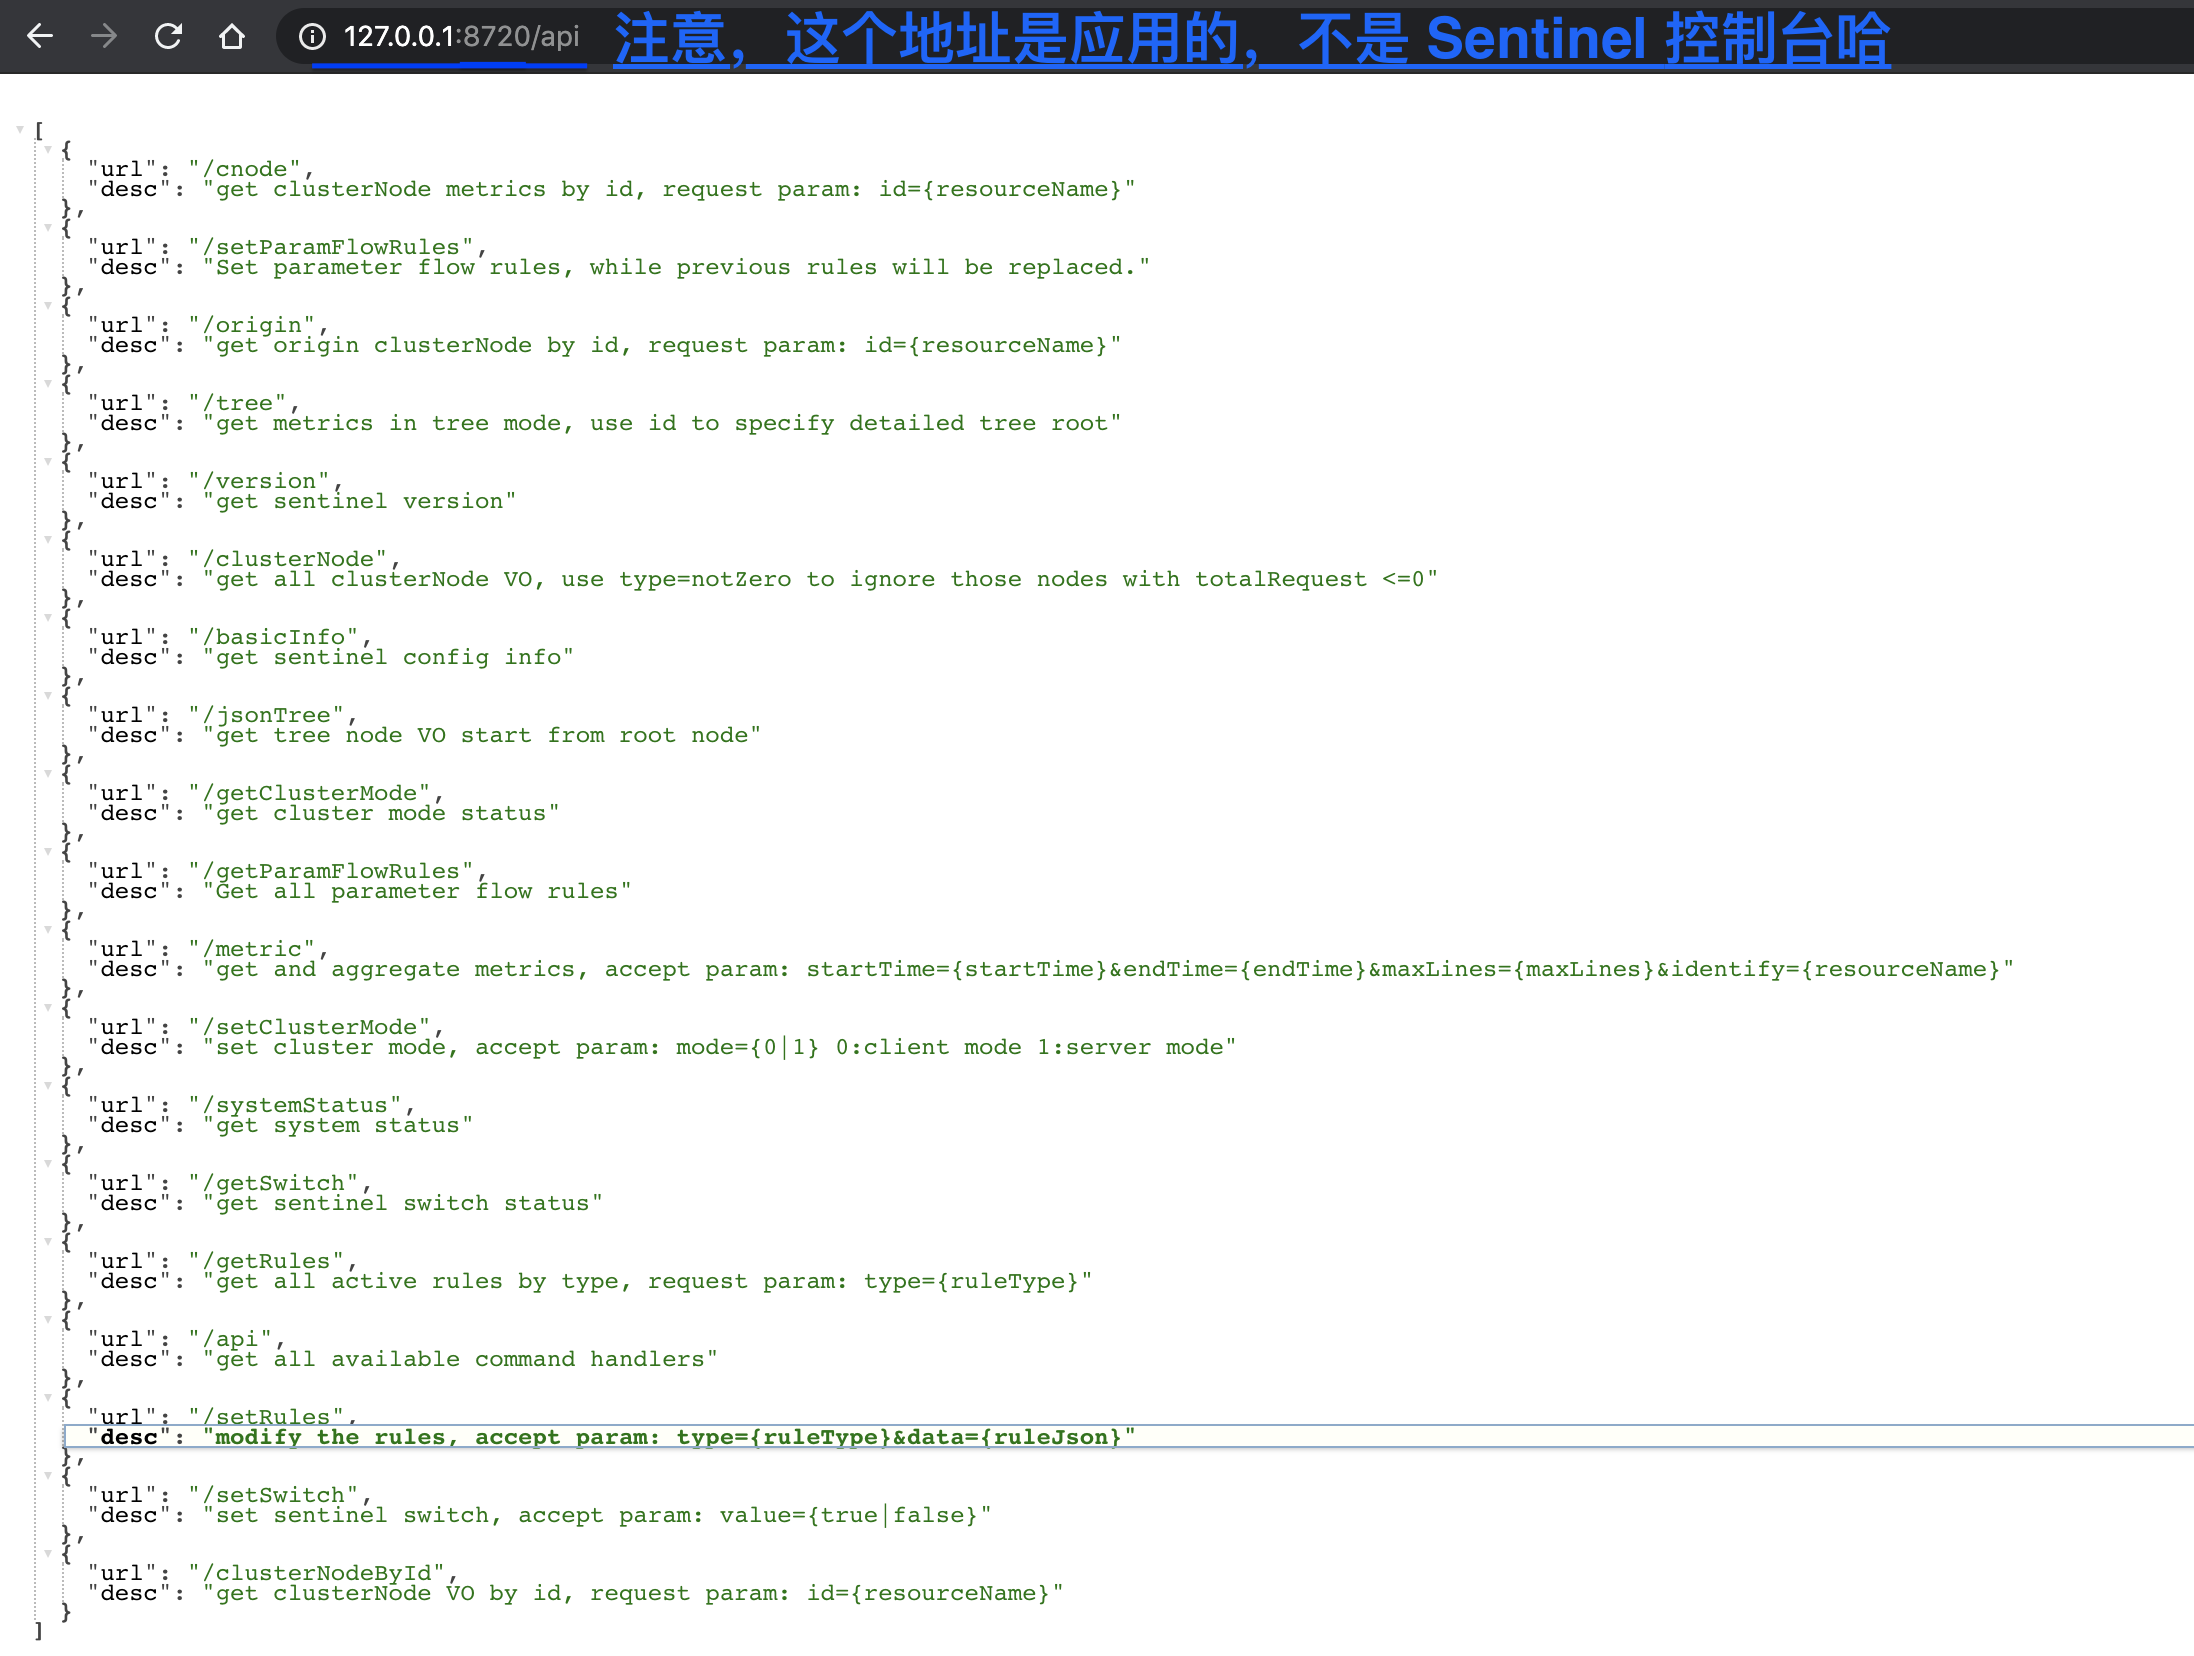 127.0.0.1:8720/api 注意，这个地址是应用的，不是 Sentinel 控制台哈
[
{
"url": "/cnode",
"desc": "get clusterNode metrics by id, request param: id={resourceName}"
},
{
"url": "/setParamFlowRules",
"desc": "Set parameter flow rules, while previous rules will be replaced."
},
{
"url": "/origin",
"desc": "get origin clusterNode by id, request param: id={resourceName}"
},
{
"url": "/tree",
"desc": "get metrics in tree mode, use id to specify detailed tree root"
},
{
"url": "/version",
"desc": "get sentinel version"
},
{
"url": "/clusterNode",
"desc": "get all clusterNode VO, use type=notZero to ignore those nodes with totalRequest <=0"
},
{
"url": "/basicInfo",
"desc": "get sentinel config info"
},
{
"url": "/jsonTree",
"desc": "get tree node VO start from root node"
},
{
"url": "/getClusterMode",
"desc": "get cluster mode status"
},
{
"url": "/getParamFlowRules",
"desc": "Get all parameter flow rules"
},
{
"url": "/metric",
"desc": "get and aggregate metrics, accept param: startTime={startTime}&endTime={endTime}&maxLines={maxLines}&identify={resourceName}"
},
{
"url": "/setClusterMode",
"desc": "set cluster mode, accept param: mode={0|1} 0:client mode 1:server mode"
},
{
"url": "/systemStatus",
"desc": "get system status"
},
{
"url": "/getSwitch",
"desc": "get sentinel switch status"
},
{
"url": "/getRules",
"desc": "get all active rules by type, request param: type={ruleType}"
},
{
"url": "/api",
"desc": "get all available command handlers"
},
{
"url": "/setRules",
"desc": "modify the rules, accept param: type={ruleType}&data={ruleJson}"
},
{
"url": "/setSwitch",
"desc": "set sentinel switch, accept param: value={true|false}"
},
{
"url": "/clusterNodeById",
"desc": "get clusterNode VO by id, request param: id={resourceName}"
}
]